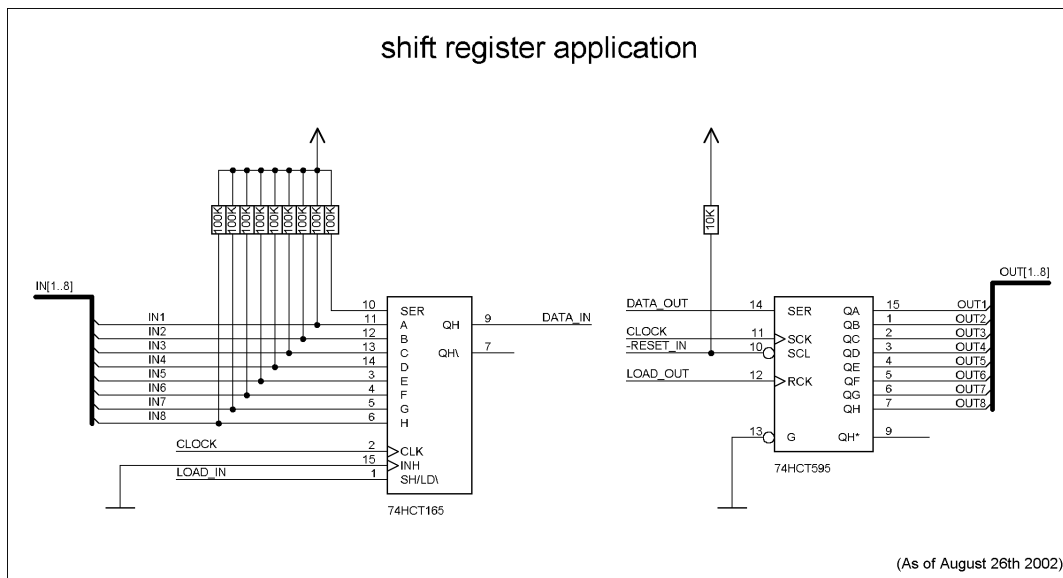 shift register application
100K
100K
100K
100K
100K
100K
100K
100K
100K
10K
IN[1..8]
OUT[1..8]
IN1
IN2
IN3
IN4
IN5
IN6
IN7
IN8
CLOCK
LOAD_IN
10 SER
11 A QH 9 DATA_IN
12 B
13 C QH\ 7
14 D
3 E
4 F
5 G
6 H
2 CLK
15 INH
1 SH/LD\
74HCT165
DATA_OUT 14 SER QA 15 OUT1
QB 1 OUT2
CLOCK 11 SCK QC 2 OUT3
-RESET_IN 10 SCL QD 3 OUT4
QE 4 OUT5
LOAD_OUT 12 RCK QF 5 OUT6
QG 6 OUT7
QH 7 OUT8
13 G QH* 9
74HCT595
(As of August 26th 2002)